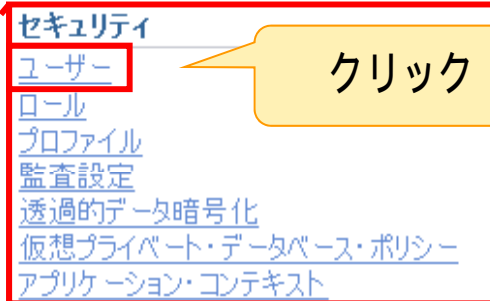 セキュリティ
ユーザー
クリック
ロール
プロファイル
監査設定
透過的データ暗号化
仮想プライベート・データベース・ポリシー
アプリケーション・コンテキスト